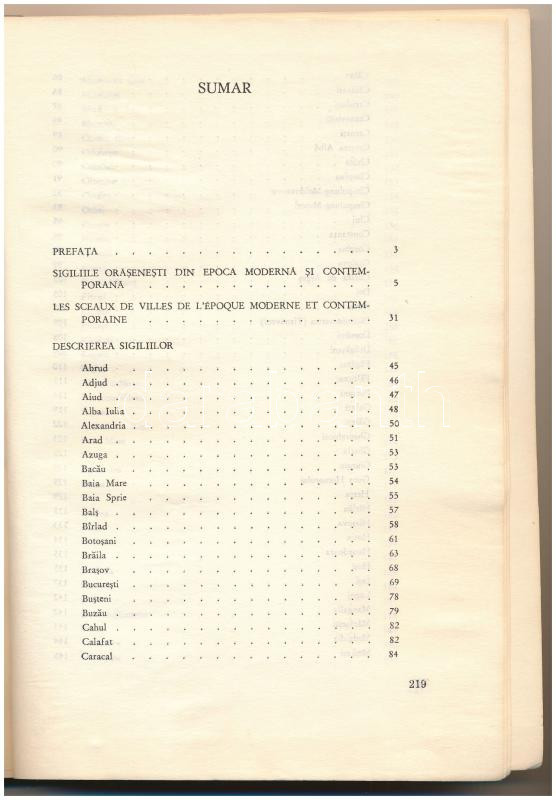 SUMAR
PREFAȚA . . . . . . . . . . . . . . . . 3
SIGILIILE ORĂȘENEȘTI DIN EPOCA MODERNĂ ȘI CONTEM-
PORANĂ . . . . . . . . . . . . . . 5
LES SCEAUX DE VILLES DE L'ÉPOQUE MODERNE ET CONTEM-
PORAINE . . . . . . . . . . . . . . 31
DESCRIEREA SIGILIILOR
Abrud . . . . . . . . . . . . . . . . 45
Adjud . . . . . . . . . . . . . . . . 46
Aiud . . . . . . . . . . . . . . . . 47
Alba Iulia . . . . . . . . . . . . . . . 48
Alexandria . . . . . . . . . . . . . . . 50
Arad . . . . . . . . . . . . . . . . 51
Azuga . . . . . . . . . . . . . . . . 53
Bacău . . . . . . . . . . . . . . . . 53
Baia Mare . . . . . . . . . . . . . . 54
Baia Sprie . . . . . . . . . . . . . . 55
Balș . . . . . . . . . . . . . . . . 57
Bîrlad . . . . . . . . . . . . . . . . 58
Botoșani . . . . . . . . . . . . . . . 61
Brăila . . . . . . . . . . . . . . . . 63
Brașov . . . . . . . . . . . . . . . . 68
București . . . . . . . . . . . . . . . 69
Bușteni . . . . . . . . . . . . . . . 78
Buzău . . . . . . . . . . . . . . . . 79
Cahul . . . . . . . . . . . . . . . . 82
Calafat . . . . . . . . . . . . . . . 82
Caracal . . . . . . . . . . . . . . . 84
219